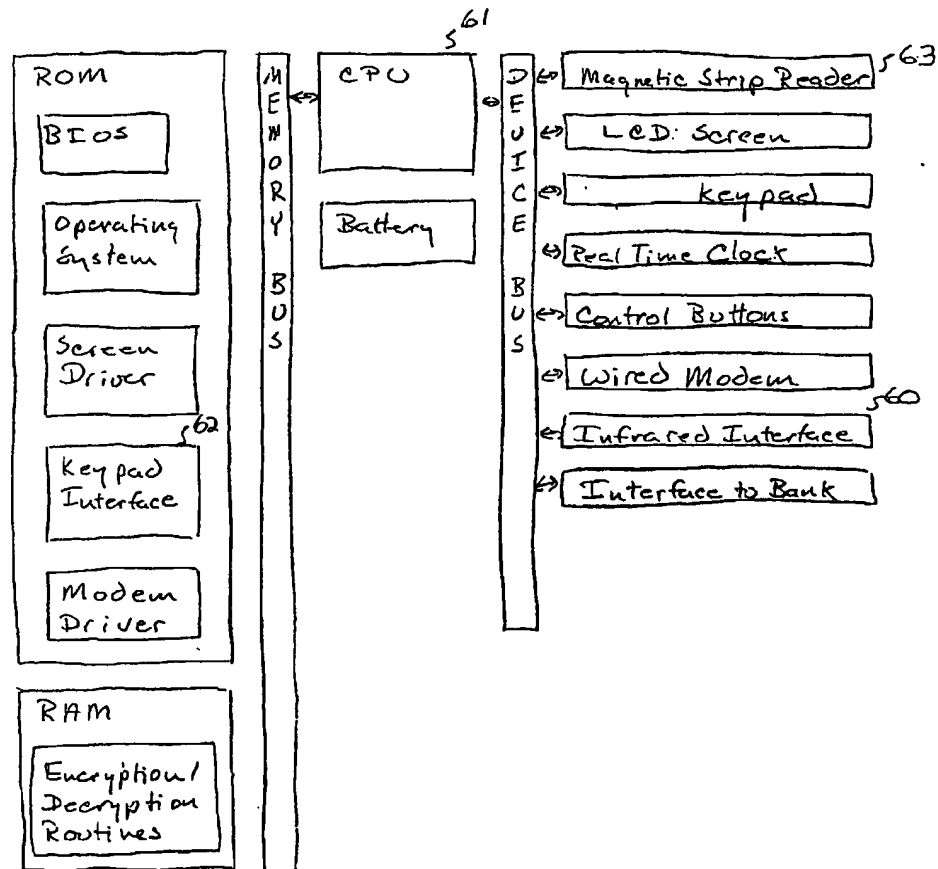 61
63
ROM
BIOS
Operating
System
Screen
Driver
62
Keypad
Interface
Modem
Driver
RAM
Encryption/
Decryption
Routines
MEMORY BUS
CPU
Battery
DEVICE BUS
Magnetic Strip Reader
LCD: Screen
Keypad
Real Time Clock
Control Buttons
Wired Modem
60
Infrared Interface
Interface to Bank